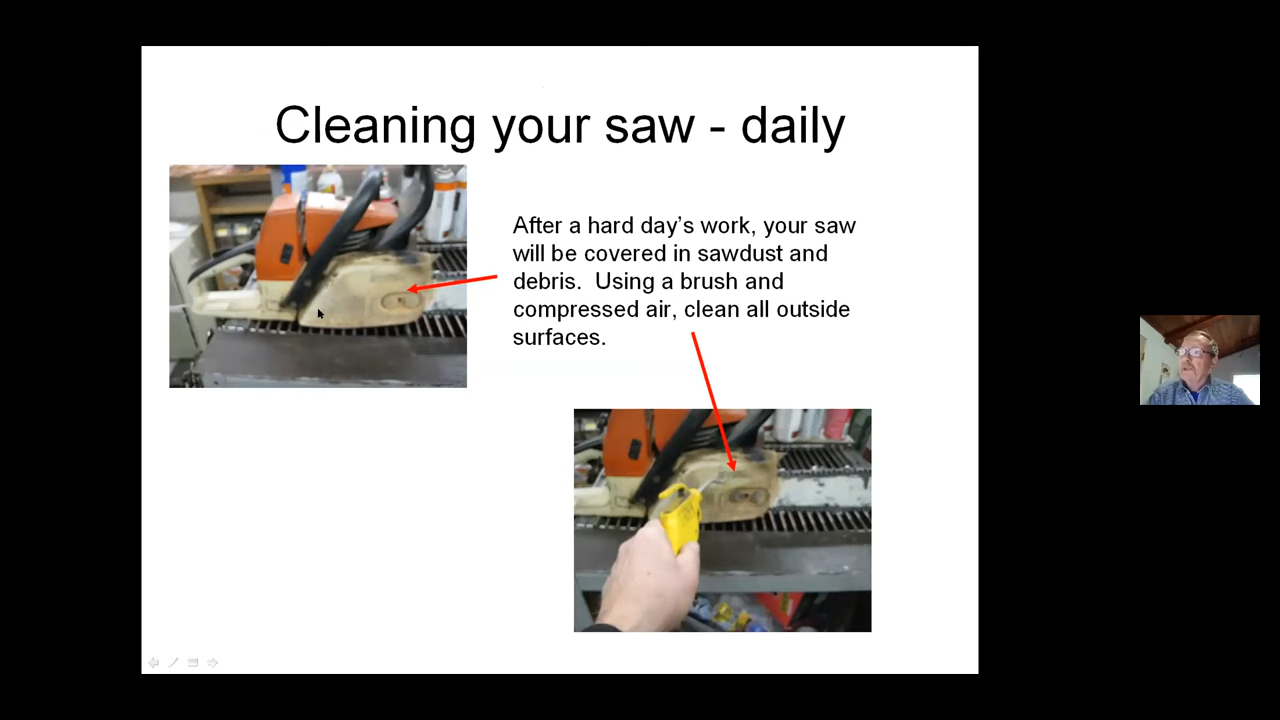 Cleaning your saw - daily
After a hard day’s work, your saw
will be covered in sawdust and
debris.  Using a brush and
compressed air, clean all outside
surfaces.